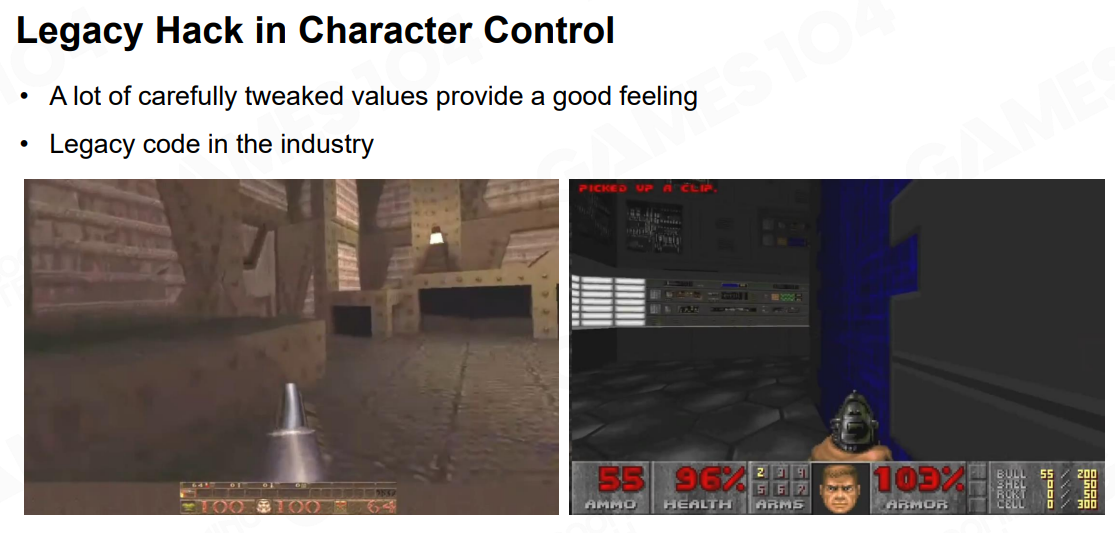 Legacy Hack in Character Control
• A lot of carefully tweaked values provide a good feeling
• Legacy code in the industry
PICKED UP A CLIP.
100 100 64
55 96% 2 3 4 103% BULL 55 / 200
5 6 7 SHEL 0 / 50
RCKT 0 / 50
AMMO HEALTH ARMS ARMOR CELL 0 / 300
GAMES104
GAMES104